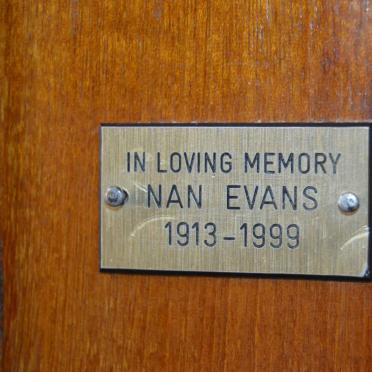 IN LOVING MEMORY
NAN EVANS
1913-1999